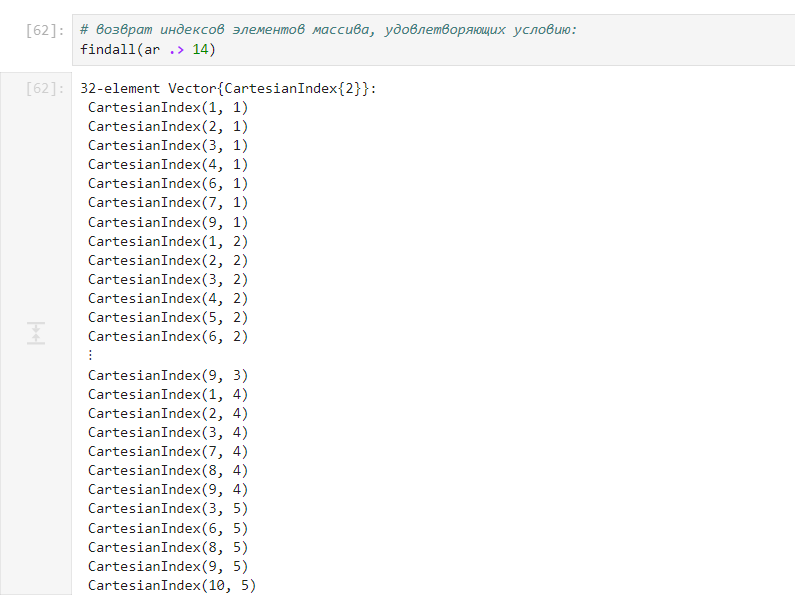 [62]: # возврат индексов элементов массива, удовлетворяющих условию:
findall(ar .> 14)
[62]: 32-element Vector{CartesianIndex{2}}:
CartesianIndex(1, 1)
CartesianIndex(2, 1)
CartesianIndex(3, 1)
CartesianIndex(4, 1)
CartesianIndex(6, 1)
CartesianIndex(7, 1)
CartesianIndex(9, 1)
CartesianIndex(1, 2)
CartesianIndex(2, 2)
CartesianIndex(3, 2)
CartesianIndex(4, 2)
CartesianIndex(5, 2)
CartesianIndex(6, 2)
⋮
CartesianIndex(9, 3)
CartesianIndex(1, 4)
CartesianIndex(2, 4)
CartesianIndex(3, 4)
CartesianIndex(7, 4)
CartesianIndex(8, 4)
CartesianIndex(9, 4)
CartesianIndex(3, 5)
CartesianIndex(6, 5)
CartesianIndex(8, 5)
CartesianIndex(9, 5)
CartesianIndex(10, 5)